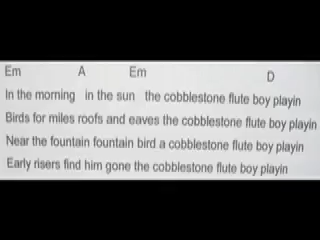 Em A Em D
In the morning in the sun the cobblestone flute boy playin
Birds for miles roofs and eaves the cobblestone flute boy playin
Near the fountain fountain bird a cobblestone flute boy playin
Early risers find him gone the cobblestone flute boy playin